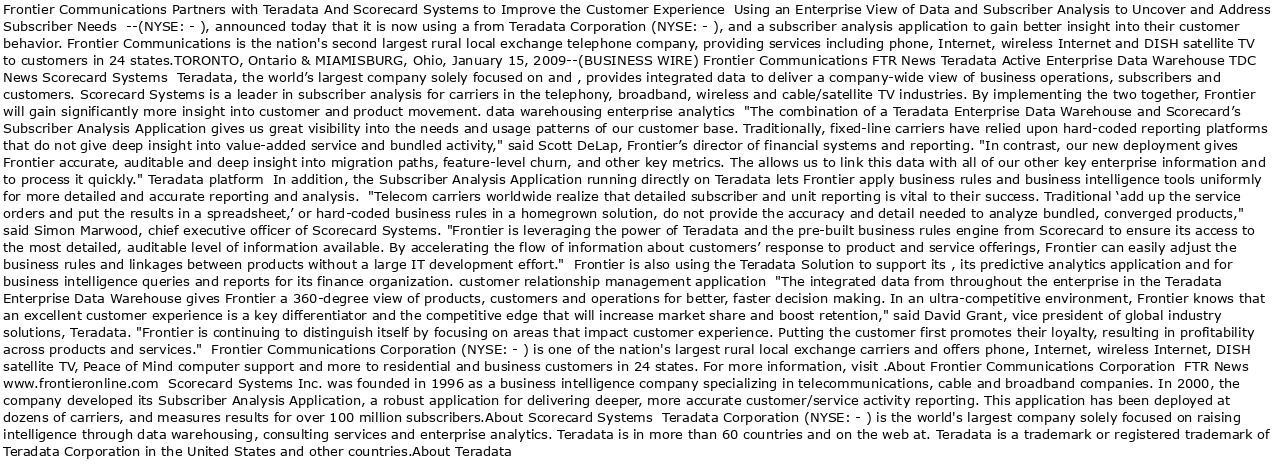 Frontier Communications Partners with Teradata And Scorecard Systems to Improve the Customer Experience  Using an Enterprise View of Data and Subscriber Analysis to Uncover and Address
Subscriber Needs  --(NYSE: - ), announced today that it is now using a from Teradata Corporation (NYSE: - ), and a subscriber analysis application to gain better insight into their customer
behavior. Frontier Communications is the nation's second largest rural local exchange telephone company, providing services including phone, Internet, wireless Internet and DISH satellite TV
to customers in 24 states.TORONTO, Ontario & MIAMISBURG, Ohio, January 15, 2009--(BUSINESS WIRE) Frontier Communications FTR News Teradata Active Enterprise Data Warehouse TDC
News Scorecard Systems  Teradata, the world’s largest company solely focused on and , provides integrated data to deliver a company-wide view of business operations, subscribers and
customers. Scorecard Systems is a leader in subscriber analysis for carriers in the telephony, broadband, wireless and cable/satellite TV industries. By implementing the two together, Frontier
will gain significantly more insight into customer and product movement. data warehousing enterprise analytics  "The combination of a Teradata Enterprise Data Warehouse and Scorecard’s
Subscriber Analysis Application gives us great visibility into the needs and usage patterns of our customer base. Traditionally, fixed-line carriers have relied upon hard-coded reporting platforms
that do not give deep insight into value-added service and bundled activity," said Scott DeLap, Frontier’s director of financial systems and reporting. "In contrast, our new deployment gives
Frontier accurate, auditable and deep insight into migration paths, feature-level churn, and other key metrics. The allows us to link this data with all of our other key enterprise information and
to process it quickly." Teradata platform  In addition, the Subscriber Analysis Application running directly on Teradata lets Frontier apply business rules and business intelligence tools uniformly
for more detailed and accurate reporting and analysis.  "Telecom carriers worldwide realize that detailed subscriber and unit reporting is vital to their success. Traditional ‘add up the service
orders and put the results in a spreadsheet,’ or hard-coded business rules in a homegrown solution, do not provide the accuracy and detail needed to analyze bundled, converged products,"
said Simon Marwood, chief executive officer of Scorecard Systems. "Frontier is leveraging the power of Teradata and the pre-built business rules engine from Scorecard to ensure its access to
the most detailed, auditable level of information available. By accelerating the flow of information about customers’ response to product and service offerings, Frontier can easily adjust the
business rules and linkages between products without a large IT development effort."  Frontier is also using the Teradata Solution to support its , its predictive analytics application and for
business intelligence queries and reports for its finance organization. customer relationship management application  "The integrated data from throughout the enterprise in the Teradata
Enterprise Data Warehouse gives Frontier a 360-degree view of products, customers and operations for better, faster decision making. In an ultra-competitive environment, Frontier knows that
an excellent customer experience is a key differentiator and the competitive edge that will increase market share and boost retention," said David Grant, vice president of global industry
solutions, Teradata. "Frontier is continuing to distinguish itself by focusing on areas that impact customer experience. Putting the customer first promotes their loyalty, resulting in profitability
across products and services."  Frontier Communications Corporation (NYSE: - ) is one of the nation's largest rural local exchange carriers and offers phone, Internet, wireless Internet, DISH
satellite TV, Peace of Mind computer support and more to residential and business customers in 24 states. For more information, visit .About Frontier Communications Corporation  FTR News
www.frontieronline.com  Scorecard Systems Inc. was founded in 1996 as a business intelligence company specializing in telecommunications, cable and broadband companies. In 2000, the
company developed its Subscriber Analysis Application, a robust application for delivering deeper, more accurate customer/service activity reporting. This application has been deployed at
dozens of carriers, and measures results for over 100 million subscribers.About Scorecard Systems  Teradata Corporation (NYSE: - ) is the world's largest company solely focused on raising
intelligence through data warehousing, consulting services and enterprise analytics. Teradata is in more than 60 countries and on the web at. Teradata is a trademark or registered trademark of
Teradata Corporation in the United States and other countries.About Teradata